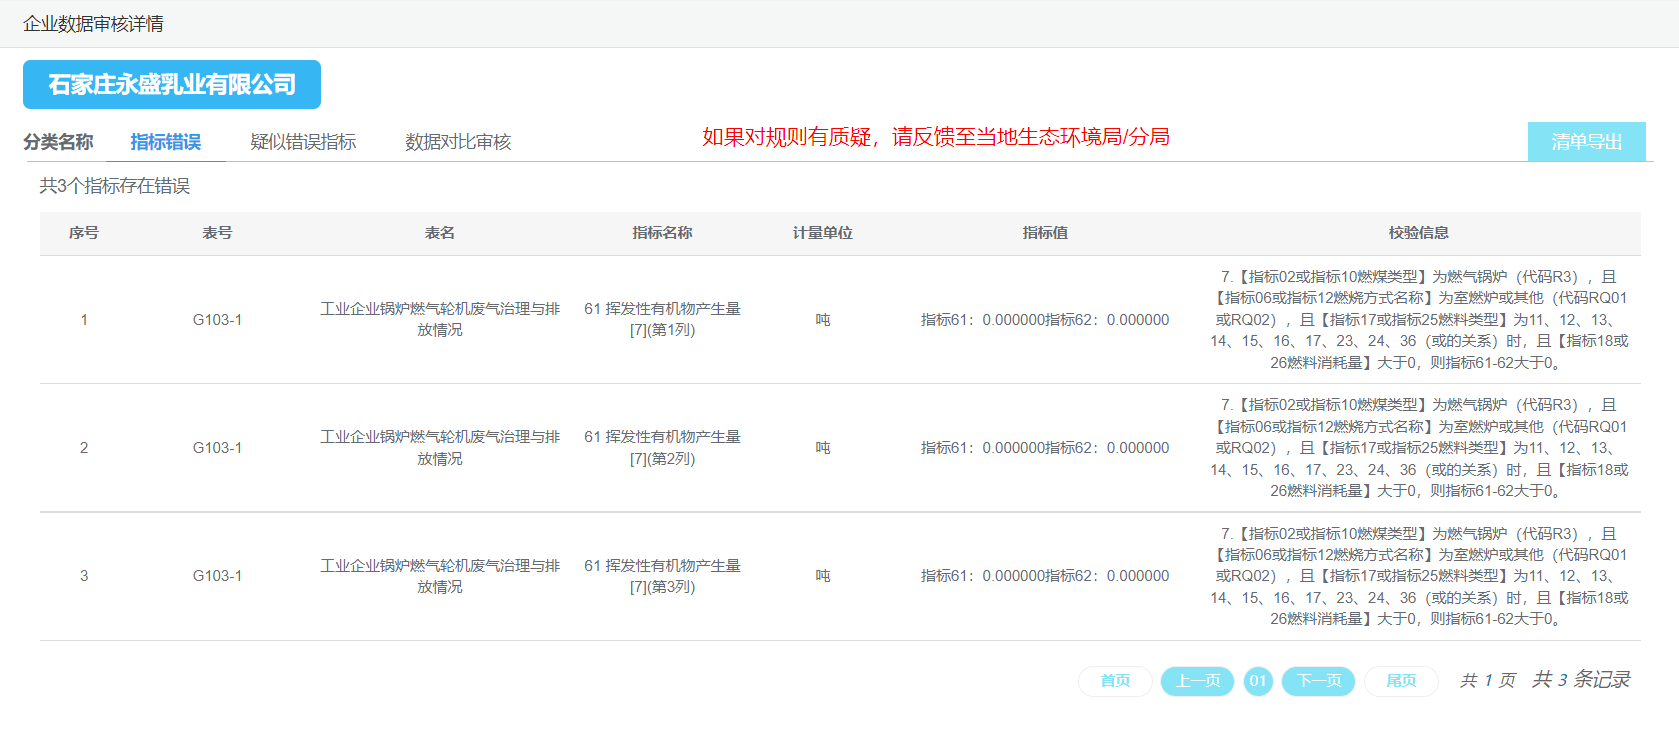 企业数据审核详情
石家庄永盛乳业有限公司
分类名称 指标错误 疑似错误指标 数据对比审核 如果对规则有质疑，请反馈至当地生态环境局/分局 清单导出
共3个指标存在错误
序号 表号 表名 指标名称 计量单位 指标值 校验信息
1 G103-1 工业企业锅炉燃气轮机废气治理与排
放情况
61 挥发性有机物产生量
[7](第1列)
吨 指标61：0.000000指标62：0.000000
7.【指标02或指标10燃煤类型】为燃气锅炉（代码R3），且
【指标06或指标12燃烧方式名称】为室燃炉或其他（代码RQ01
或RQ02），且【指标17或指标25燃料类型】为11、12、13、
14、15、16、17、23、24、36（或的关系）时，且【指标18或
26燃料消耗量】大于0，则指标61-62大于0。
2 G103-1 工业企业锅炉燃气轮机废气治理与排
放情况
61 挥发性有机物产生量
[7](第2列)
吨 指标61：0.000000指标62：0.000000
7.【指标02或指标10燃煤类型】为燃气锅炉（代码R3），且
【指标06或指标12燃烧方式名称】为室燃炉或其他（代码RQ01
或RQ02），且【指标17或指标25燃料类型】为11、12、13、
14、15、16、17、23、24、36（或的关系）时，且【指标18或
26燃料消耗量】大于0，则指标61-62大于0。
3 G103-1 工业企业锅炉燃气轮机废气治理与排
放情况
61 挥发性有机物产生量
[7](第3列)
吨 指标61：0.000000指标62：0.000000
7.【指标02或指标10燃煤类型】为燃气锅炉（代码R3），且
【指标06或指标12燃烧方式名称】为室燃炉或其他（代码RQ01
或RQ02），且【指标17或指标25燃料类型】为11、12、13、
14、15、16、17、23、24、36（或的关系）时，且【指标18或
26燃料消耗量】大于0，则指标61-62大于0。
首页 上一页 01 下一页 尾页 共 1 页 共 3 条记录